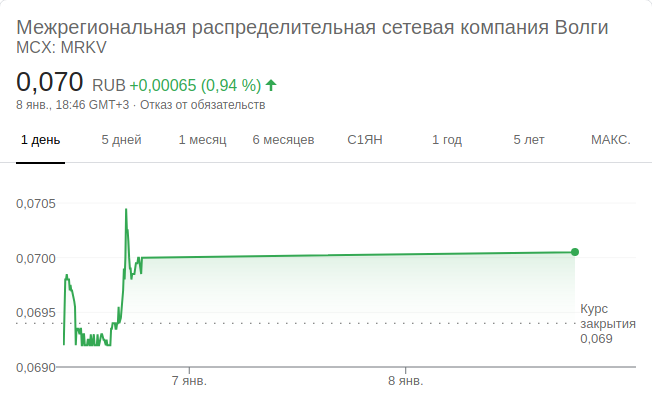 Межрегиональная распределительная сетевая компания Волги
MCX: MRKV
0,070 RUB +0,00065 (0,94 %)
8 янв., 18:46 GMT+3 · Отказ от обязательств
1 день 5 дней 1 месяц 6 месяцев С1ЯН 1 год 5 лет МАКС.
0,0705
0,0700
0,0695
0,0690
Курс
закрытия
0,069
7 янв. 8 янв.